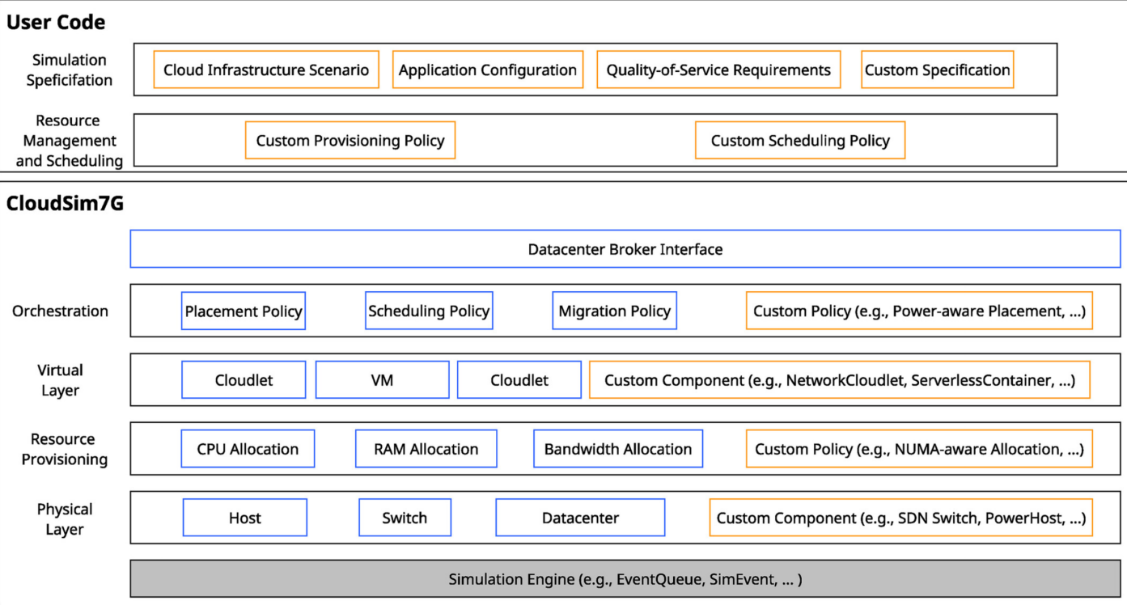 User Code
Simulation
Speficifation
Cloud Infrastructure Scenario
Application Configuration
Quality-of-Service Requirements
Custom Specification
Resource
Management
and Scheduling
Custom Provisioning Policy
Custom Scheduling Policy
CloudSim7G
Datacenter Broker Interface
Orchestration
Placement Policy
Scheduling Policy
Migration Policy
Custom Policy (e.g., Power-aware Placement, ...)
Virtual
Layer
Cloudlet
VM
Cloudlet
Custom Component (e.g., NetworkCloudlet, ServerlessContainer, ...)
Resource
Provisioning
CPU Allocation
RAM Allocation
Bandwidth Allocation
Custom Policy (e.g., NUMA-aware Allocation, ...)
Physical
Layer
Host
Switch
Datacenter
Custom Component (e.g., SDN Switch, PowerHost, ...)
Simulation Engine (e.g., EventQueue, SimEvent, ... )